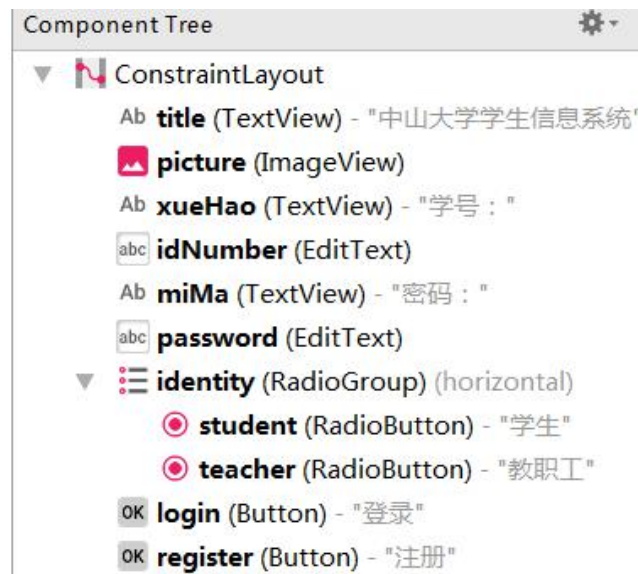 Component Tree
ConstraintLayout
Ab title (TextView) - "中山大学学生信息系统"
picture (ImageView)
Ab xueHao (TextView) - "学号："
abc idNumber (EditText)
Ab miMa (TextView) - "密码："
abc password (EditText)
identity (RadioGroup) (horizontal)
student (RadioButton) - "学生"
teacher (RadioButton) - "教职工"
OK login (Button) - "登录"
OK register (Button) - "注册"